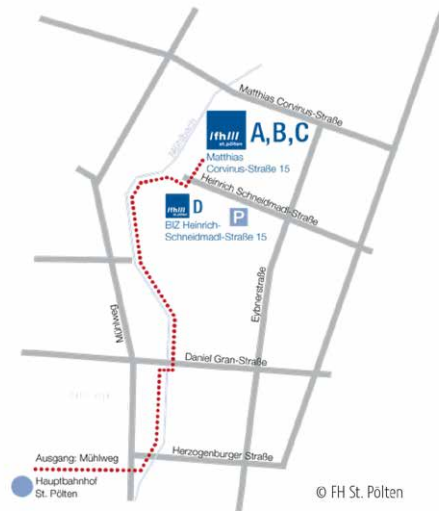 Matthias Corvinus-Straße
Mühlbach
/fh///
st.pölten
A,B,C
Matthias
Corvinus-Straße 15
Heinrich Schneidmadl-Straße
/fh///
st.pölten
D
P
BIZ Heinrich-
Schneidmadl-Straße 15
Eybnerstraße
Mühlweg
Daniel Gran-Straße
Ausgang: Mühlweg
Herzogenburger Straße
Hauptbahnhof
St. Pölten
© FH St. Pölten